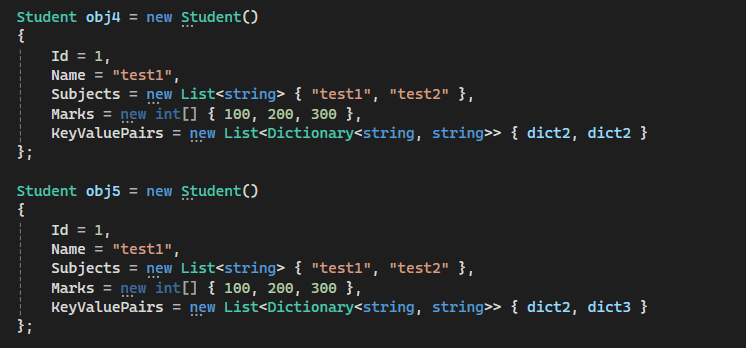 Student obj4 = new Student()
{
    Id = 1,
    Name = "test1",
    Subjects = new List<string> { "test1", "test2" },
    Marks = new int[] { 100, 200, 300 },
    KeyValuePairs = new List<Dictionary<string, string>> { dict2, dict2 }
};

Student obj5 = new Student()
{
    Id = 1,
    Name = "test1",
    Subjects = new List<string> { "test1", "test2" },
    Marks = new int[] { 100, 200, 300 },
    KeyValuePairs = new List<Dictionary<string, string>> { dict2, dict3 }
};